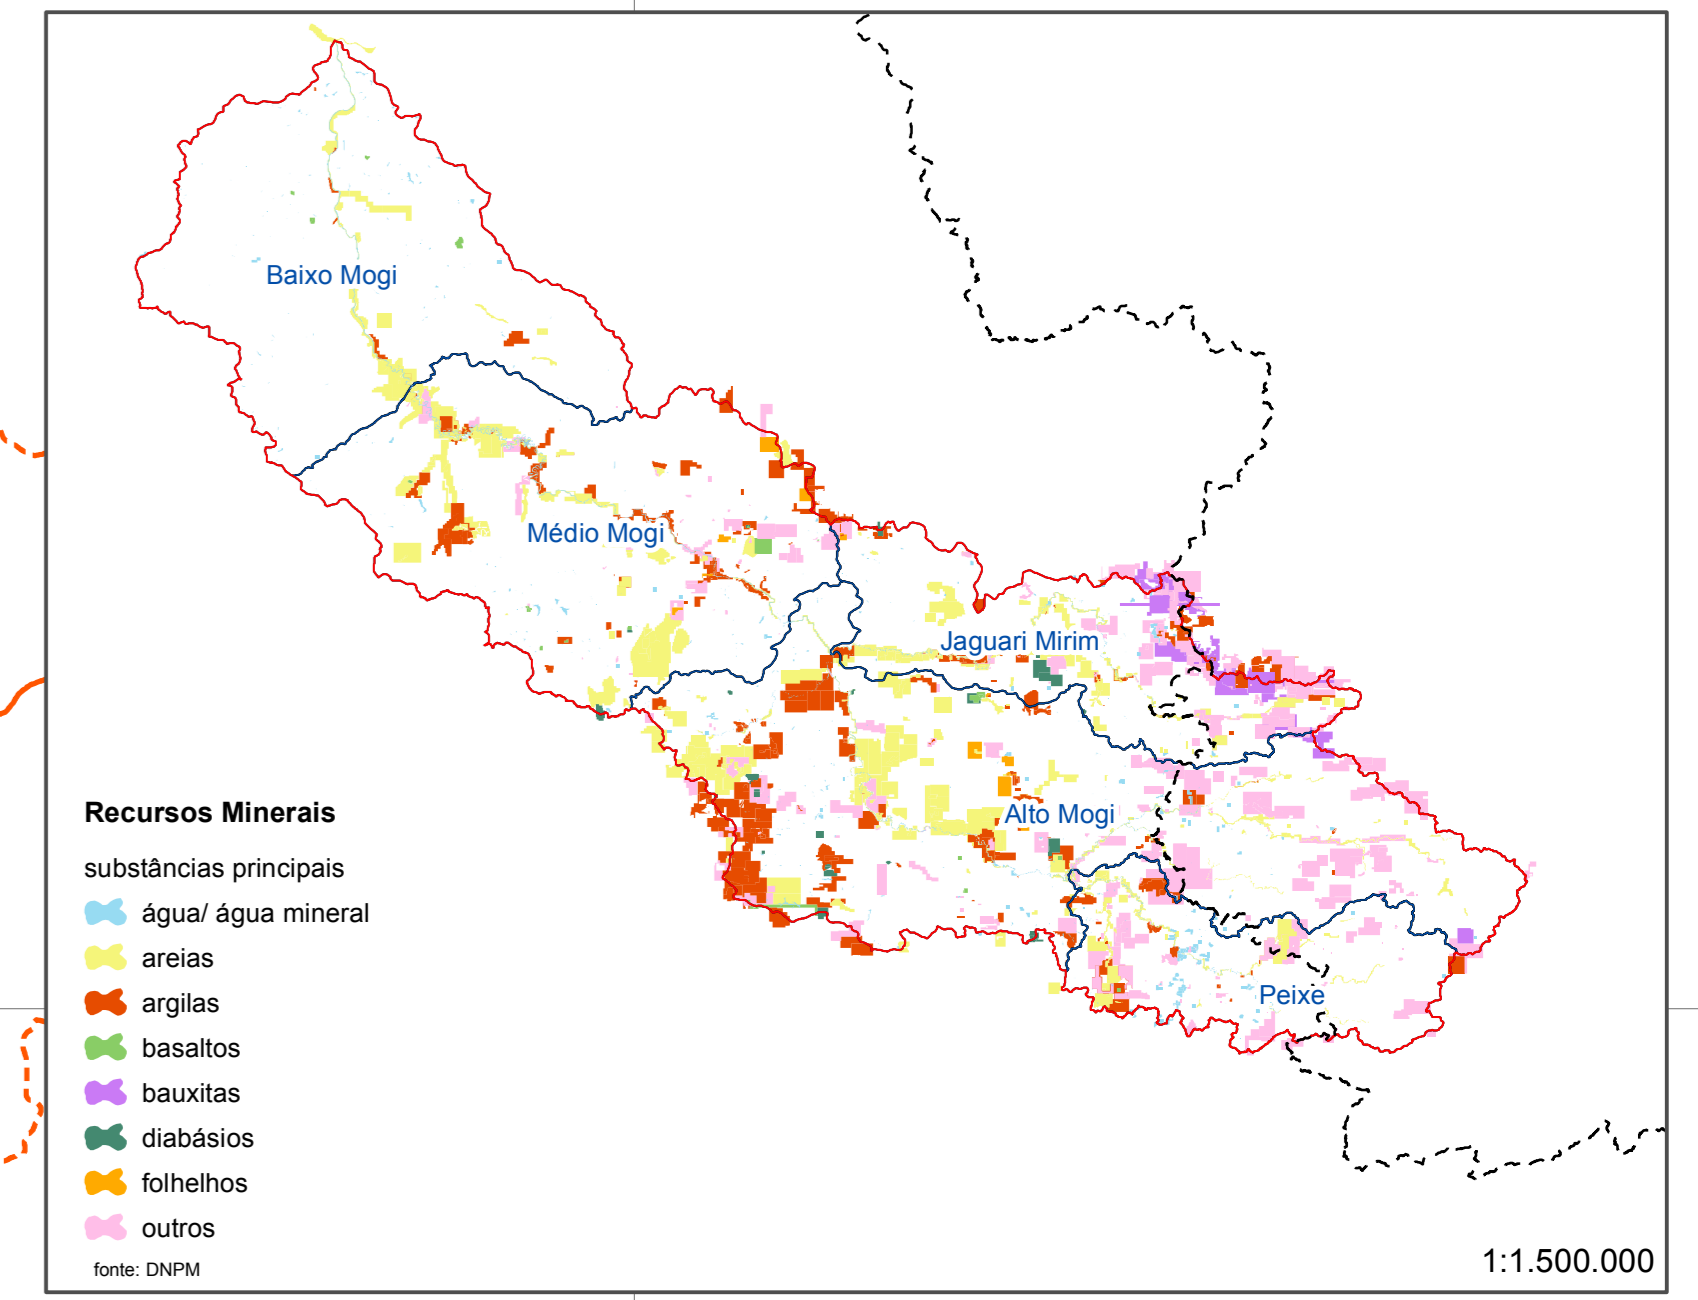 Baixo Mogi
Médio Mogi
Jaguari Mirim
Alto Mogi
Peixe
Recursos Minerais
substâncias principais
água/ água mineral
areias
argilas
basaltos
bauxitas
diabásios
folhelhos
outros
fonte: DNPM
1:1.500.000